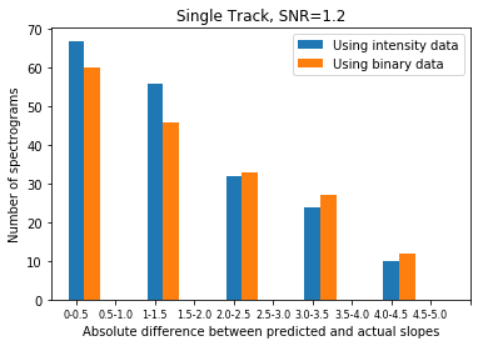 Single Track, SNR=1.2
Using intensity data
Using binary data
Number of spectrograms
70
60
50
40
30
20
10
0
0-0.5 0.5-1.0 1-1.5 1.5-2.0 2.0-2.5 2.5-3.0 3.0-3.5 3.5-4.0 4.0-4.5 4.5-5.0
Absolute difference between predicted and actual slopes